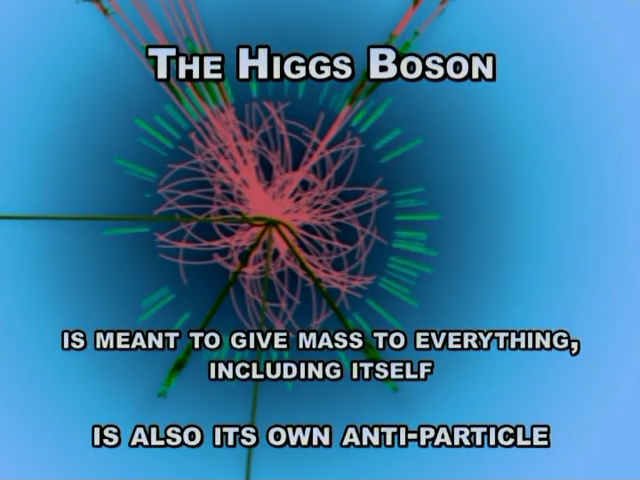 The Higgs Boson
is meant to give mass to everything,
including itself
is also its own anti-particle